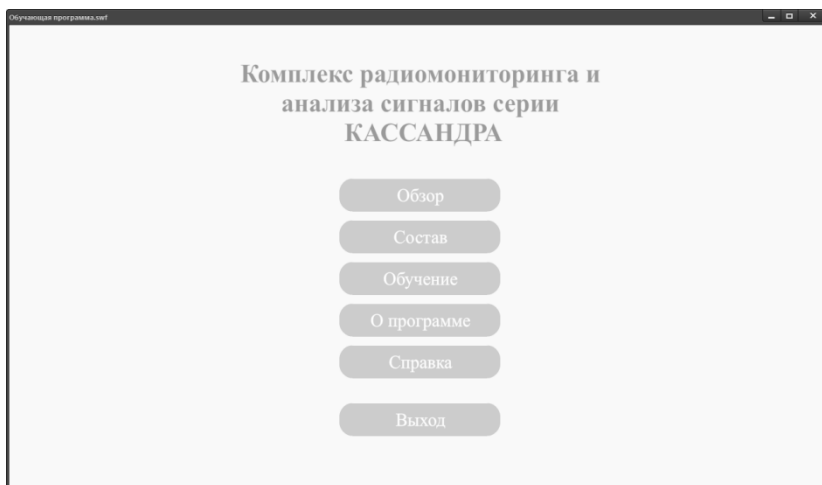 Обучающая программа.swf
Комплекс радиомониторинга и
анализа сигналов серии
КАССАНДРА
Обзор
Состав
Обучение
О программе
Справка
Выход